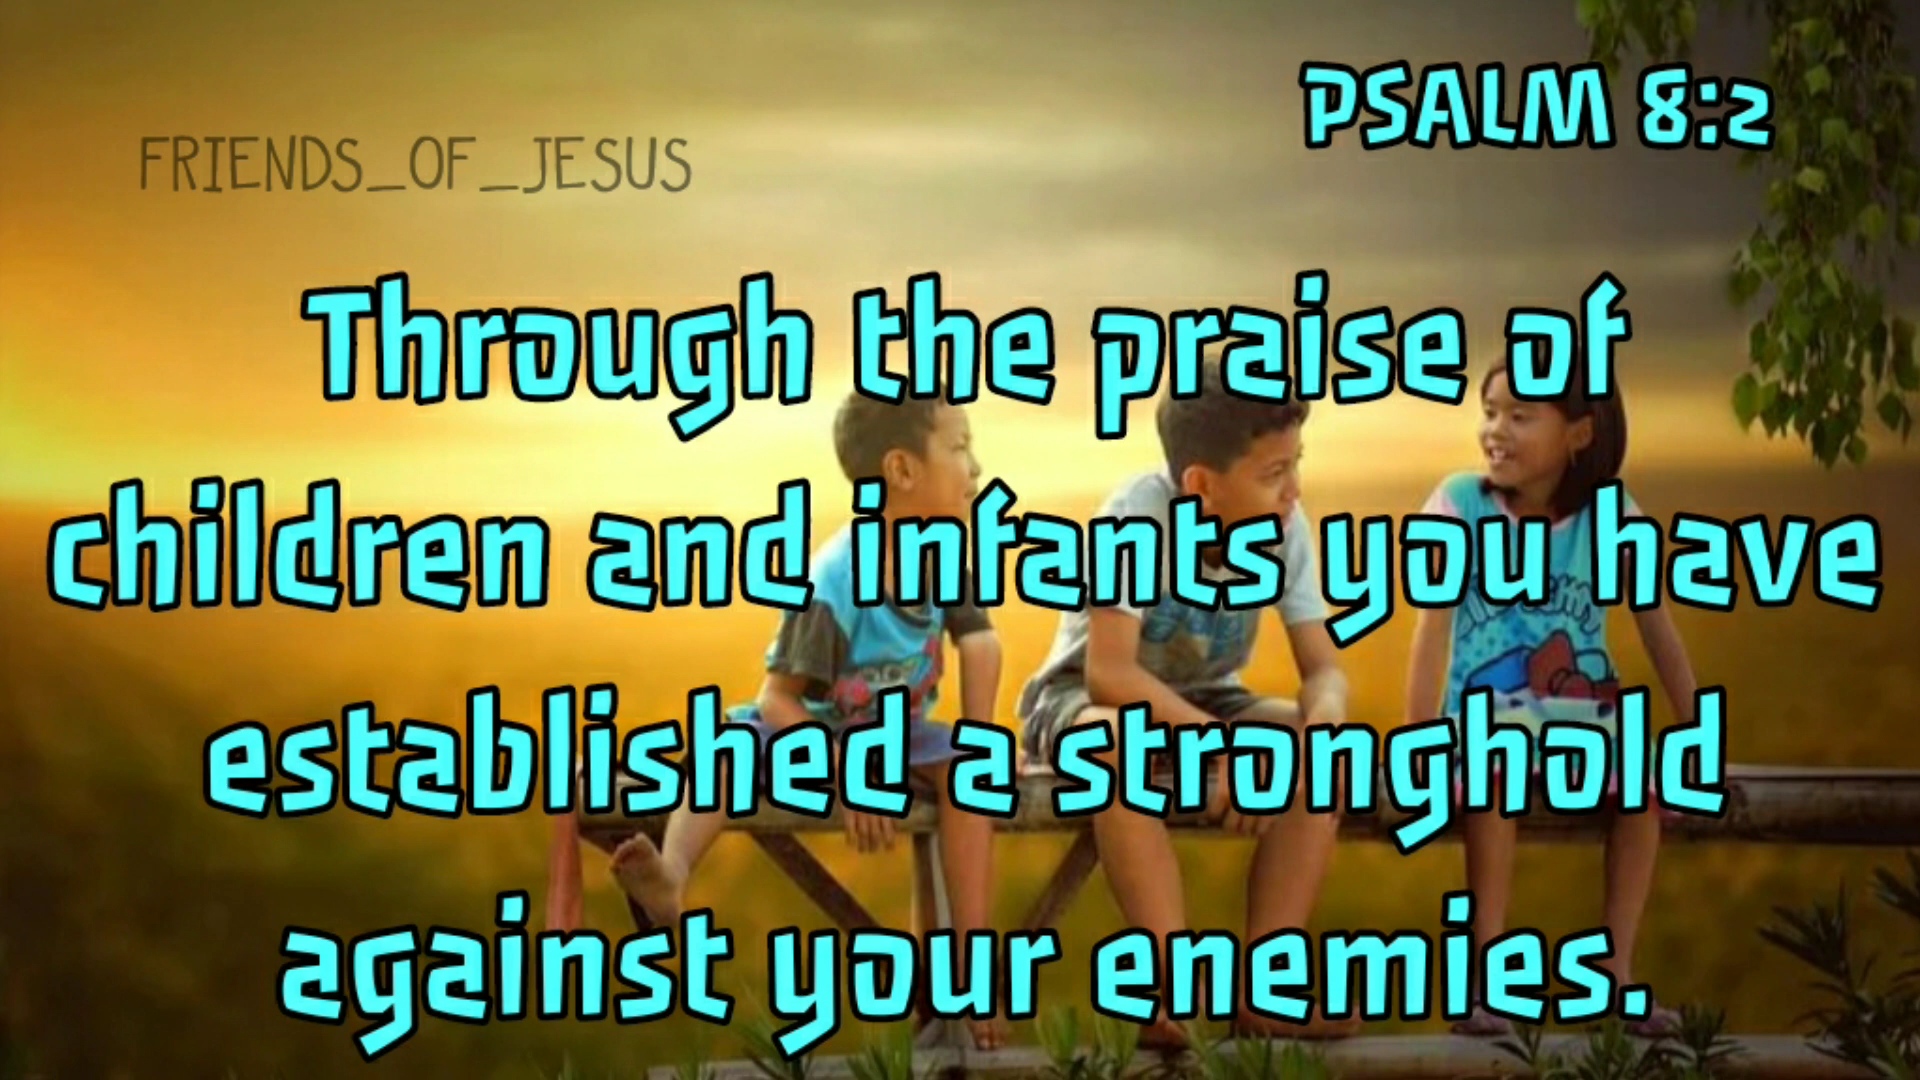 PSALM 8:2
FRIENDS_OF_JESUS
Through the praise of
children and infants you have
established a stronghold
against your enemies.